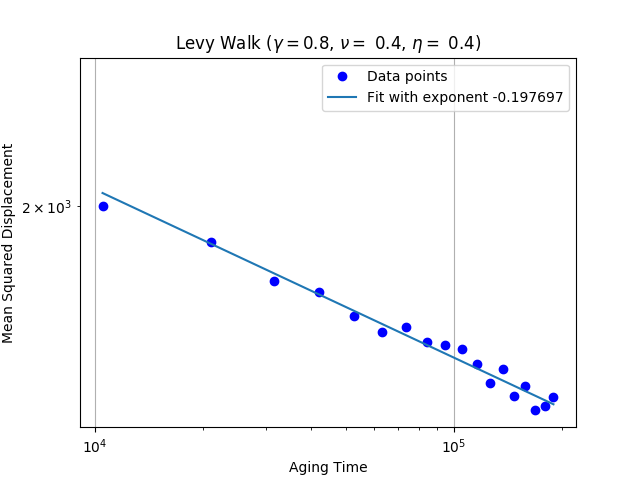 Levy Walk (γ = 0.8, ν = 0.4, η = 0.4)
Data points
Fit with exponent -0.197697
Mean Squared Displacement
2 × 10³
10⁴
10⁵
Aging Time